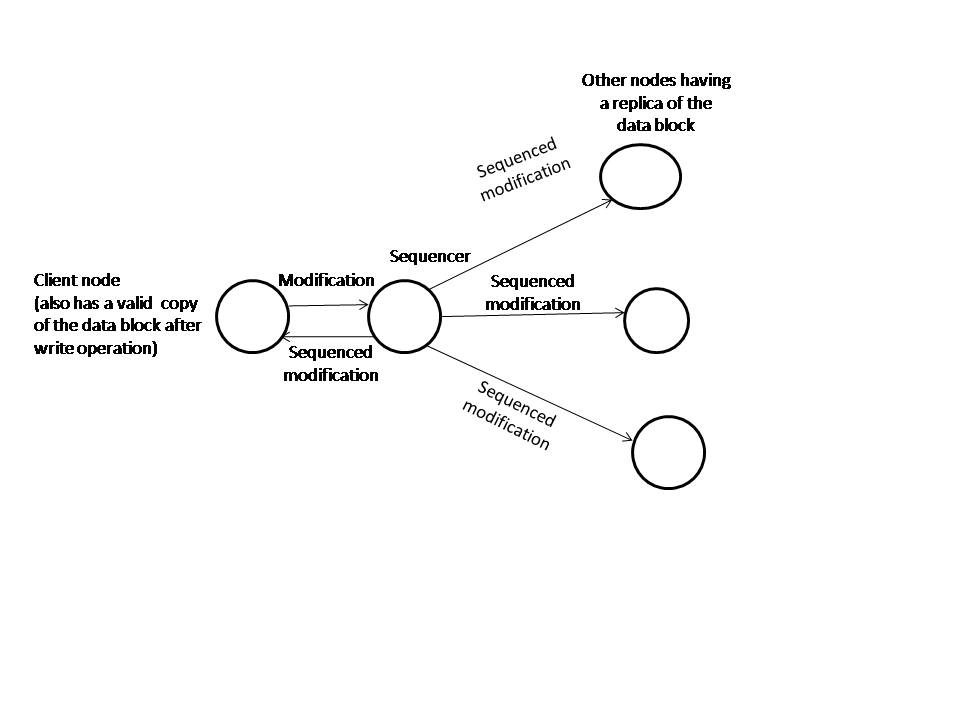 Other nodes having
a replica of the
data block
Sequenced
modification
Sequencer
Client node
(also has a valid  copy
of the data block after
write operation)
Modification
Sequenced
modification
Sequenced
modification
Sequenced
modification